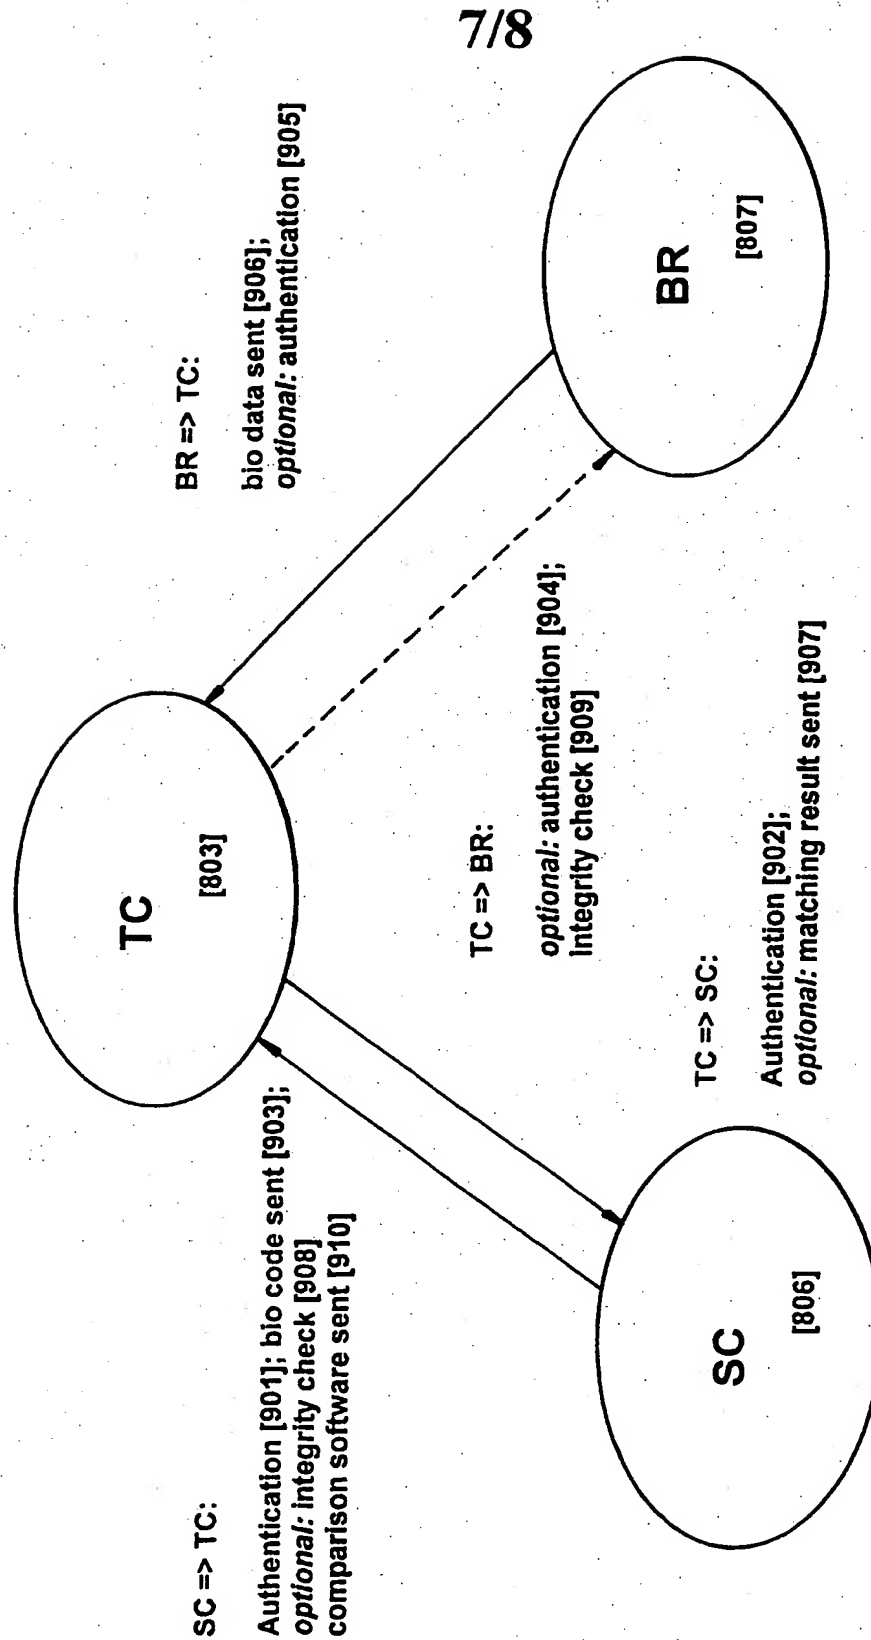 7/8
SC => TC:
Authentication [901]; bio code sent [903];
optional: integrity check [908]
comparison software sent [910]
TC
[803]
BR => TC:
bio data sent [906];
optional: authentication [905]
TC => BR:
optional: authentication [904];
Integrity check [909]
SC
[806]
TC => SC:
Authentication [902];
optional: matching result sent [907]
BR
[807]